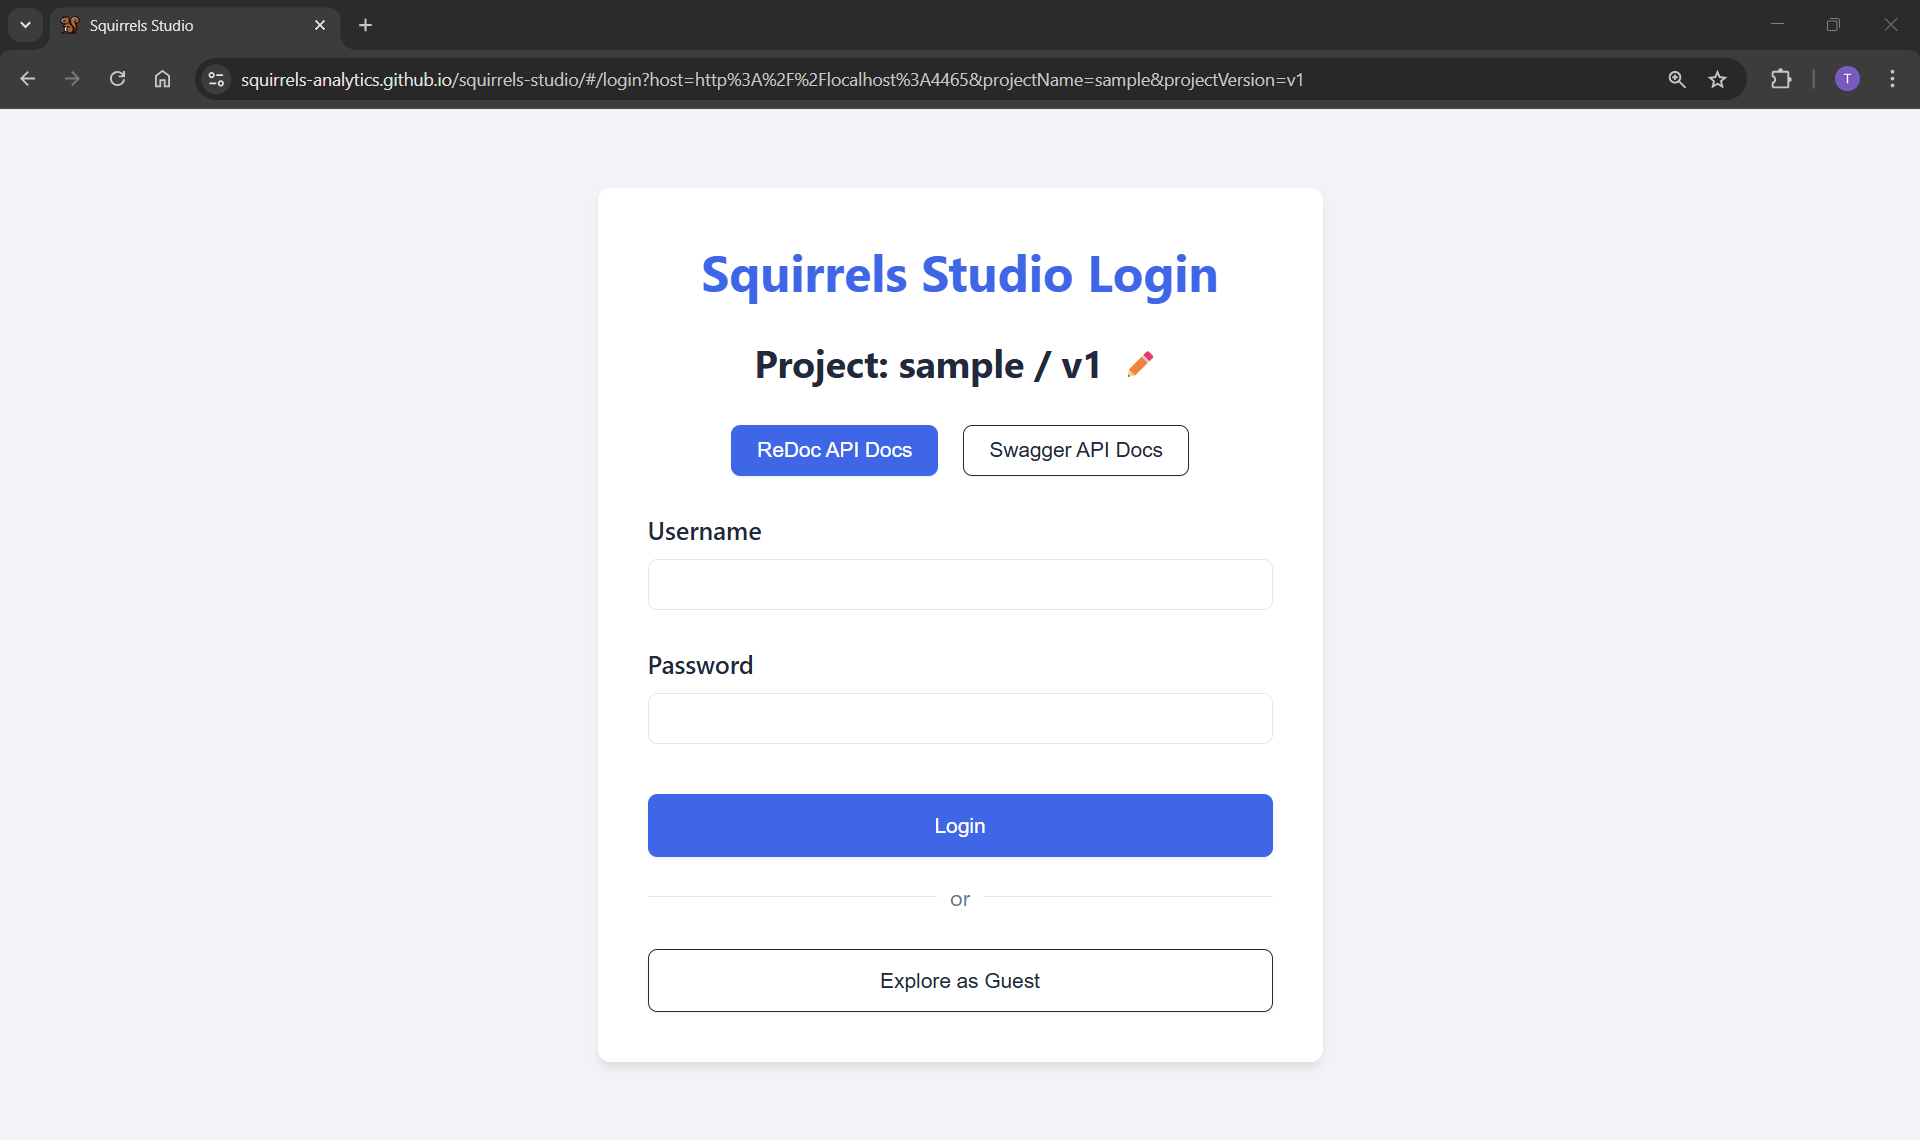 Squirrels Studio
squirrels-analytics.github.io/squirrels-studio/#/login?host=http%3A%2F%2Flocalhost%3A4465&projectName=sample&projectVersion=v1
T
Squirrels Studio Login
Project: sample / v1
ReDoc API Docs
Swagger API Docs
Username
Password
Login
or
Explore as Guest